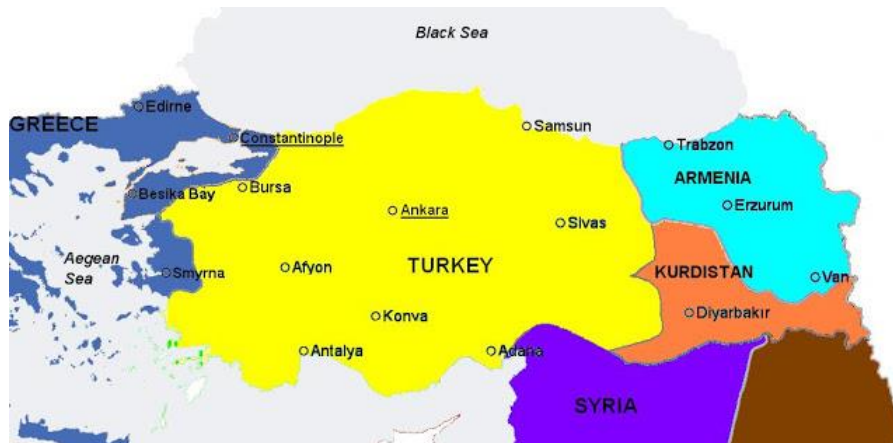 Black Sea
Edirne
GREECE
Constantinople
Samsun
Trabzon
ARMENIA
Besika Bay
Bursa
Ankara
Erzurum
Sivas
Aegean
Sea
Smyrna
Afyon
TURKEY
KURDISTAN
Van
Konva
Diyarbakır
Antalya
Adana
SYRIA